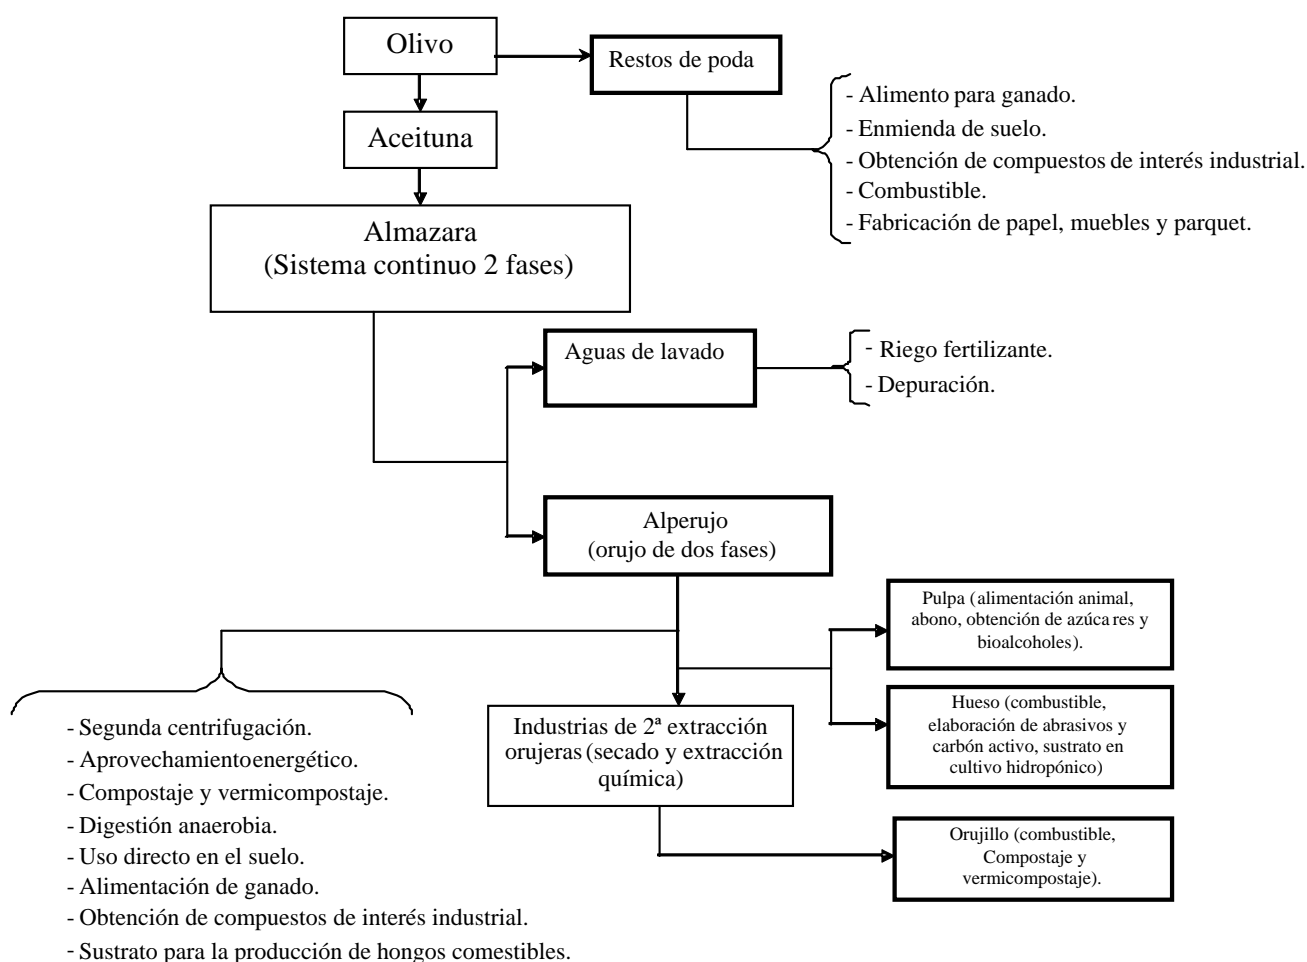 Olivo
Restos de poda
- Alimento para ganado.
- Enmienda de suelo.
- Obtención de compuestos de interés industrial.
- Combustible.
- Fabricación de papel, muebles y parquet.
Aceituna
Almazara
(Sistema continuo 2 fases)
Aguas de lavado
- Riego fertilizante.
- Depuración.
Alperujo
(orujo de dos fases)
Pulpa (alimentación animal,
abono, obtención de azúca res y
bioalcoholes).
Hueso (combustible,
elaboración de abrasivos y
carbón activo, sustrato en
cultivo hidropónico)
Industrias de 2ª extracción
orujeras (secado y extracción
química)
Orujillo (combustible,
Compostaje y
vermicompostaje).
- Segunda centrifugación.
- Aprovechamiento energético.
- Compostaje y vermicompostaje.
- Digestión anaerobia.
- Uso directo en el suelo.
- Alimentación de ganado.
- Obtención de compuestos de interés industrial.
- Sustrato para la producción de hongos comestibles.